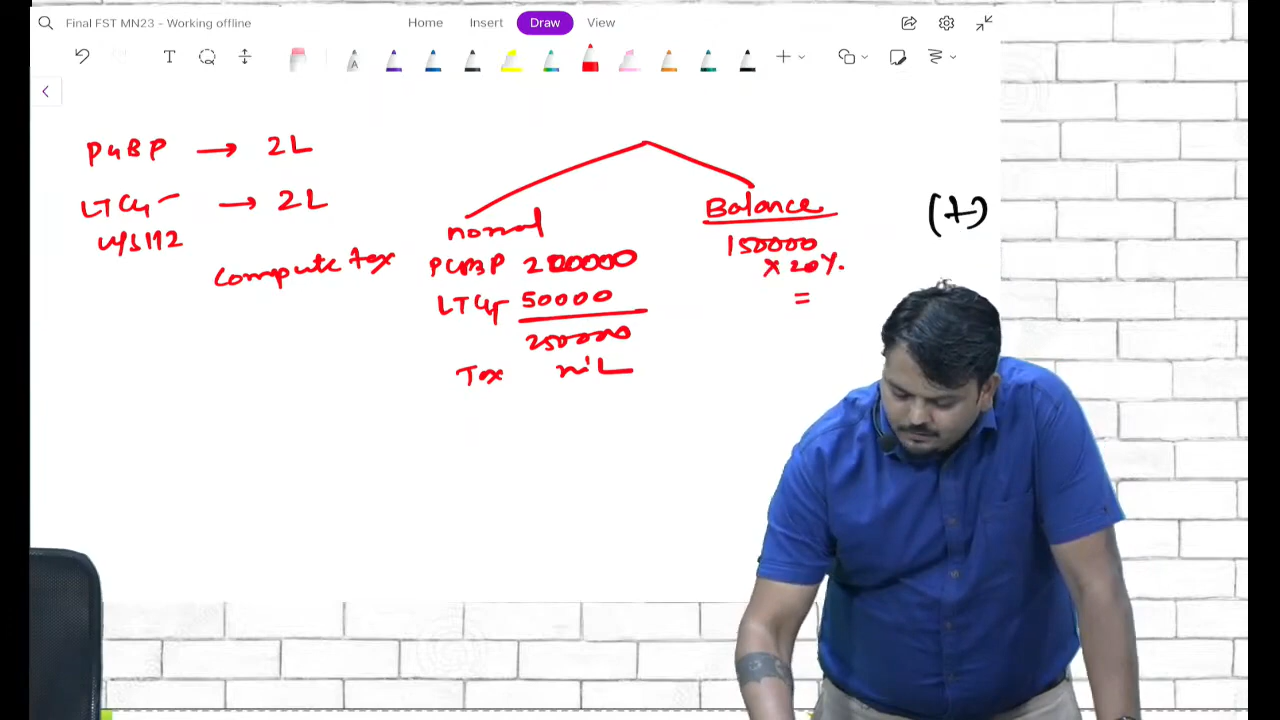 Final FST MN23 - Working offline
Home Insert Draw View
PGBP → 2L
LTCG → 2L
u/s 112
Compute tax
normal
PGBP 200000
LTCG 50000
250000
Tax niL
Balance
150000
x 20%.
=
(+)